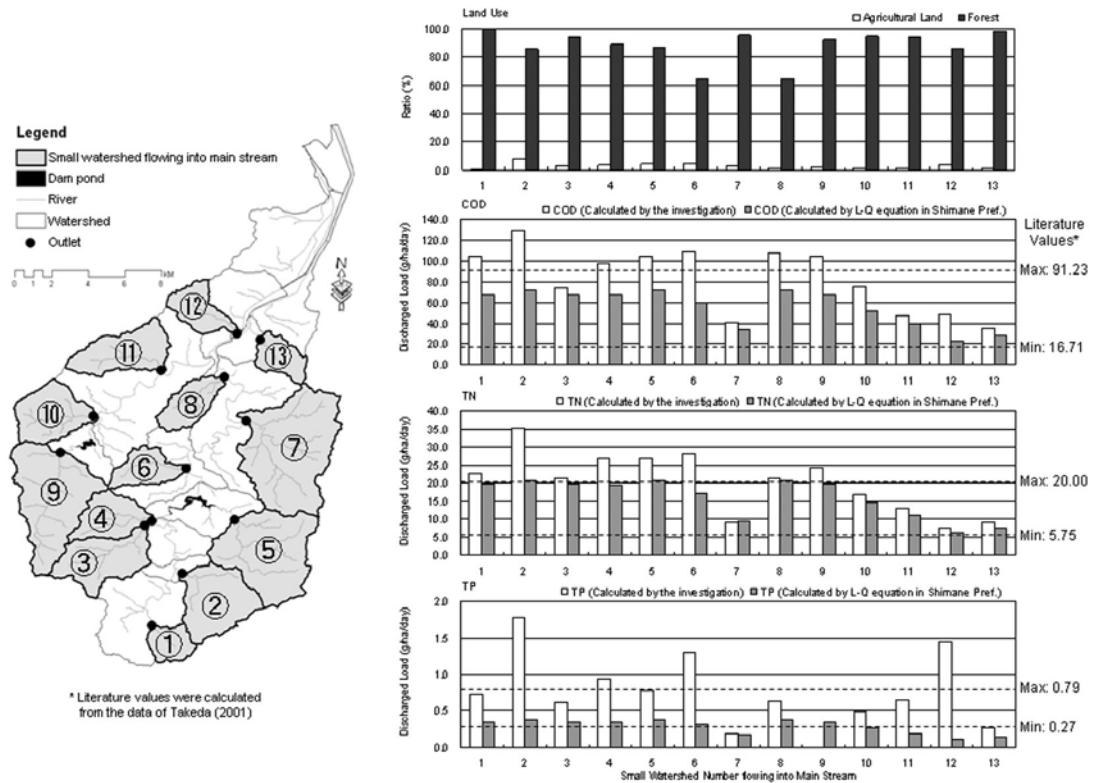 Legend
Small watershed flowing into main stream
Dam pond
River
Watershed
Outlet
0 2 4 6 8 KM
N
⑫
⑪
⑬
⑧
⑩
⑦
⑥
⑨
④
⑤
③
②
①
* Literature values were calculated
from the data of Takeda (2001)
Land Use
Agricultural Land Forest
Ratio (%)
100.0
80.0
60.0
40.0
20.0
0.0
1 2 3 4 5 6 7 8 9 10 11 12 13
COD
COD (Calculated by the investigation) COD (Calculated by L-Q equation in Shimane Pref.)
Discharged Load (g/ha/day)
140.0
120.0
100.0
80.0
60.0
40.0
20.0
0.0
Literature
Values*
Max: 91.23
Min: 16.71
1 2 3 4 5 6 7 8 9 10 11 12 13
TN
TN (Calculated by the investigation) TN (Calculated by L-Q equation in Shimane Pref.)
Discharged Load (g/ha/day)
40.0
35.0
30.0
25.0
20.0
15.0
10.0
5.0
0.0
Max: 20.00
Min: 5.75
1 2 3 4 5 6 7 8 9 10 11 12 13
TP
TP (Calculated by the investigation) TP (Calculated by L-Q equation in Shimane Pref.)
Discharged Load (g/ha/day)
2.0
1.5
1.0
0.5
0.0
Max: 0.79
Min: 0.27
1 2 3 4 5 6 7 8 9 10 11 12 13
Small Watershed Number flowing into Main Stream